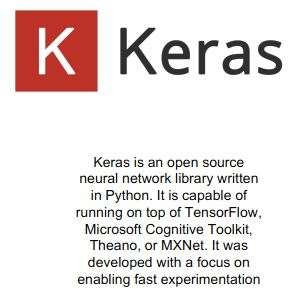 K Keras
Keras is an open source
neural network library written
in Python. It is capable of
running on top of TensorFlow,
Microsoft Cognitive Toolkit,
Theano, or MXNet. It was
developed with a focus on
enabling fast experimentation